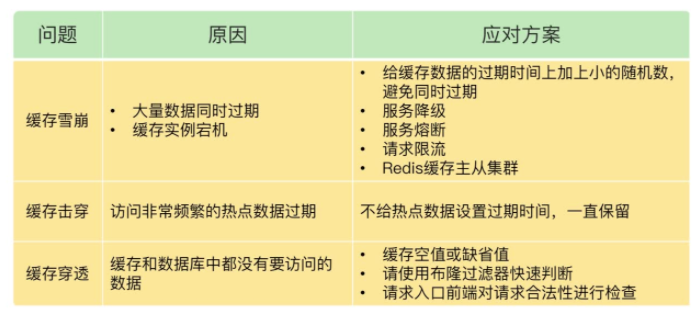 问题
原因
应对方案
缓存雪崩
• 大量数据同时过期
• 缓存实例宕机
• 给缓存数据的过期时间上加上小的随机数，
避免同时过期
• 服务降级
• 服务熔断
• 请求限流
• Redis缓存主从集群
缓存击穿
访问非常频繁的热点数据过期
不给热点数据设置过期时间，一直保留
缓存穿透
缓存和数据库中都没有要访问的
数据
• 缓存空值或缺省值
• 请使用布隆过滤器快速判断
• 请求入口前端对请求合法性进行检查